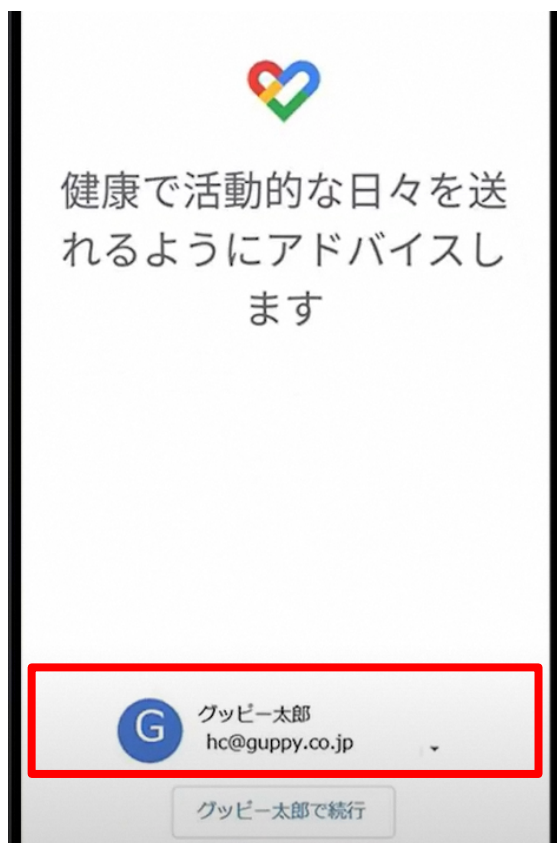 健康で活動的な日々を送
れるようにアドバイスし
ます
G
グッピー太郎
hc@guppy.co.jp
グッピー太郎で続行